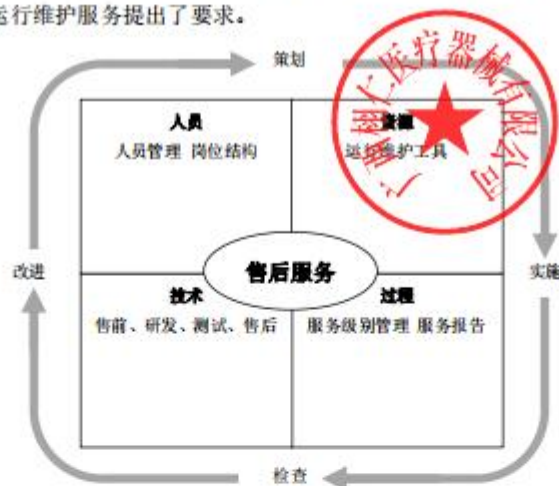 运行维护服务提出了要求。
策划
人员
资源
人员管理 岗位结构
运行维护工具
改进
售后服务
实施
技术
过程
售前、研发、测试、售后
服务级别管理 服务报告
检查
医疗器械有限公司